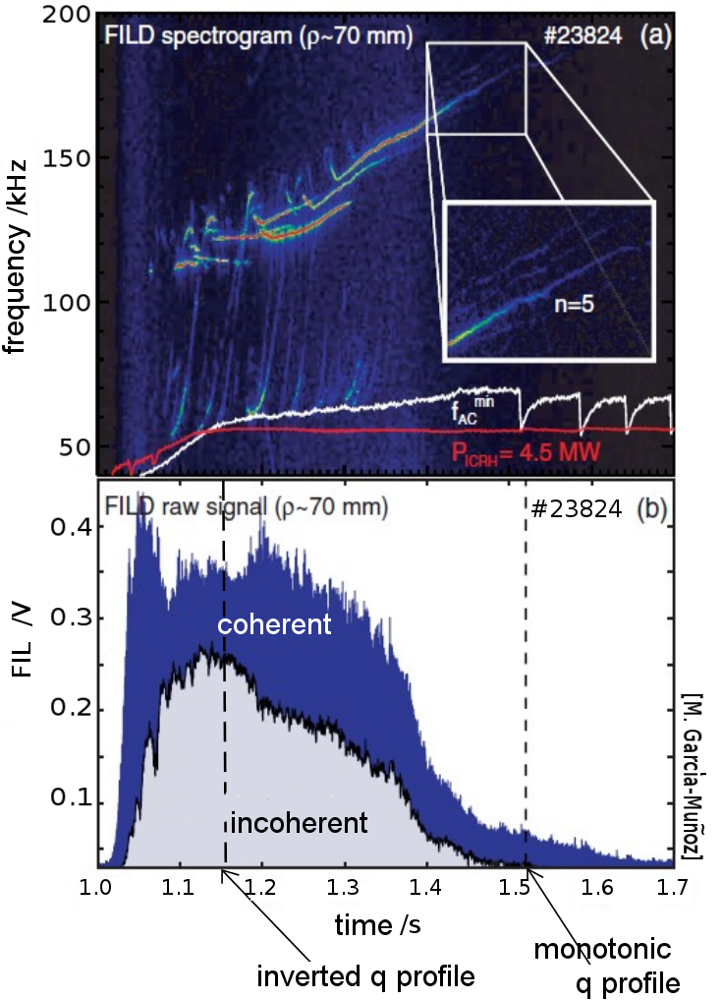 FILD spectrogram (ρ~70 mm) #23824 (a)
200
150
100
50
frequency /kHz
n=5
f_AC^min
P_ICRH = 4.5 MW
FILD raw signal (ρ~70 mm) #23824 (b)
0.4
0.3
0.2
0.1
FIL /V
coherent
incoherent
[M. García-Muñoz]
1.0 1.1 1.2 1.3 1.4 1.5 1.6 1.7
time /s
inverted q profile
monotonic
q profile